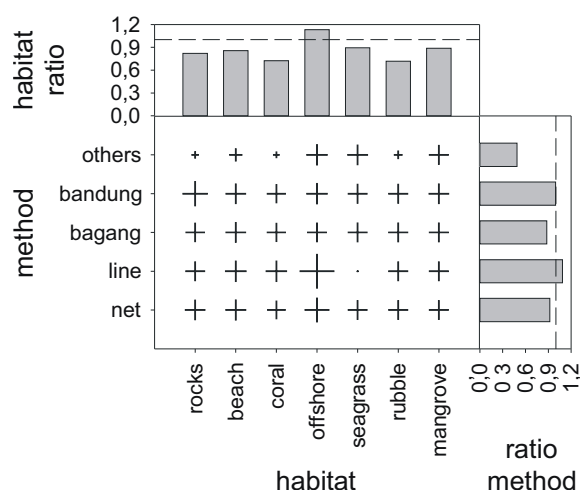 habitat
ratio
1,2
0,9
0,6
0,3
0,0
method
others
bandung
bagang
line
net
rocks
beach
coral
offshore
seagrass
rubble
mangrove
habitat
0,0
0,3
0,6
0,9
1,2
ratio
method